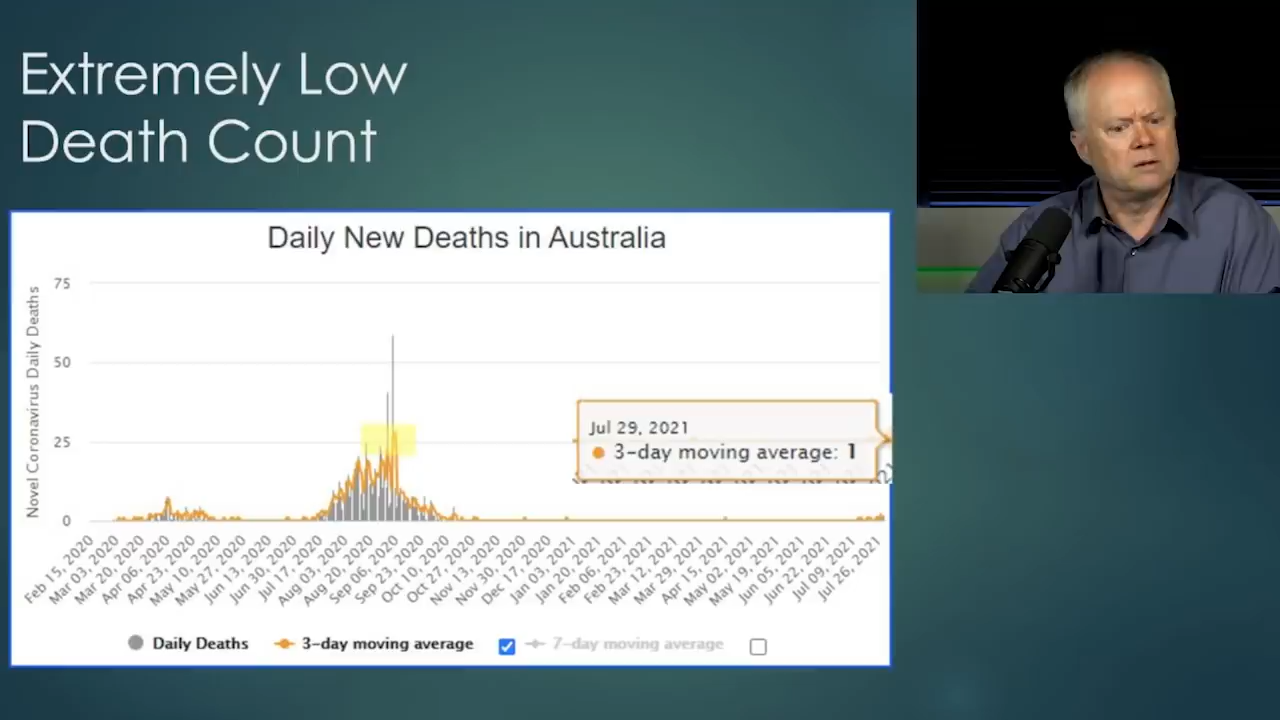 Extremely Low
Death Count
Daily New Deaths in Australia
Novel Coronavirus Daily Deaths
75
50
25
0
Jul 29, 2021
3-day moving average: 1
Feb 15, 2020
Mar 03, 2020
Mar 20, 2020
Apr 06, 2020
Apr 23, 2020
May 10, 2020
May 27, 2020
Jun 13, 2020
Jun 30, 2020
Jul 17, 2020
Aug 03, 2020
Aug 20, 2020
Sep 06, 2020
Sep 23, 2020
Oct 10, 2020
Oct 27, 2020
Nov 13, 2020
Nov 30, 2020
Dec 17, 2020
Jan 03, 2021
Jan 20, 2021
Feb 06, 2021
Feb 23, 2021
Mar 12, 2021
Mar 29, 2021
Apr 15, 2021
May 02, 2021
May 19, 2021
Jun 05, 2021
Jun 22, 2021
Jul 09, 2021
Jul 26, 2021
Daily Deaths
3-day moving average
7-day moving average